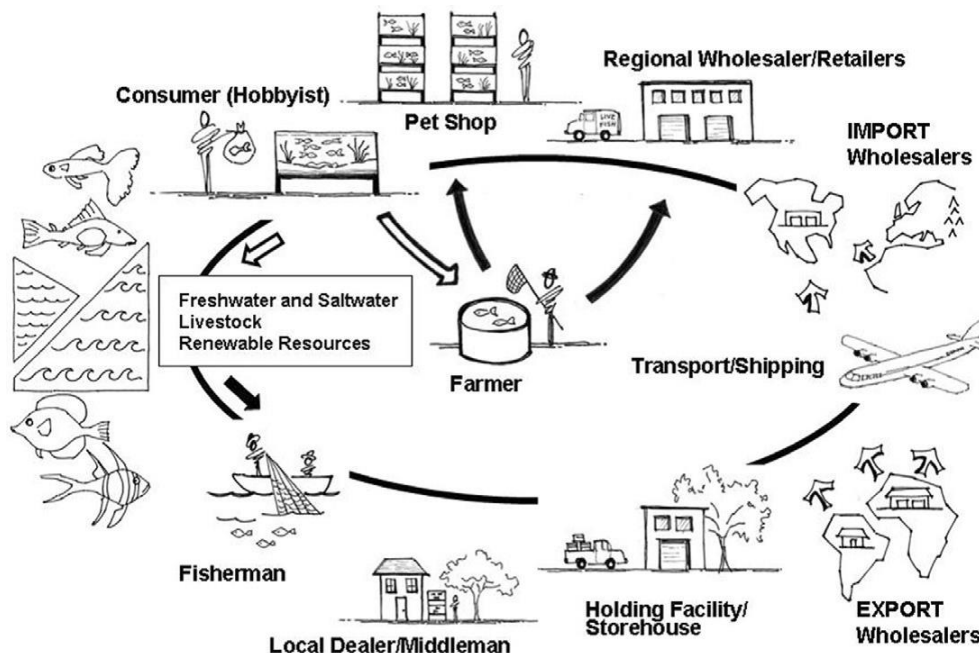 Regional Wholesaler/Retailers
Consumer (Hobbyist)
Pet Shop
LIVE
FISH
IMPORT
Wholesalers
Freshwater and Saltwater
Livestock
Renewable Resources
Farmer
Transport/Shipping
Fisherman
Holding Facility/
Storehouse
EXPORT
Wholesalers
Local Dealer/Middleman